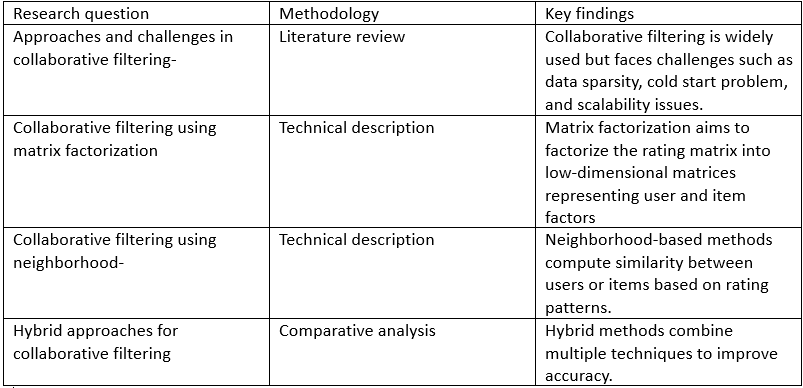 Research question
Methodology
Key findings
Approaches and challenges in
collaborative filtering-
Literature review
Collaborative filtering is widely
used but faces challenges such as
data sparsity, cold start problem,
and scalability issues.
Collaborative filtering using
matrix factorization
Technical description
Matrix factorization aims to
factorize the rating matrix into
low-dimensional matrices
representing user and item
factors
Collaborative filtering using
neighborhood-
Technical description
Neighborhood-based methods
compute similarity between
users or items based on rating
patterns.
Hybrid approaches for
collaborative filtering
Comparative analysis
Hybrid methods combine
multiple techniques to improve
accuracy.